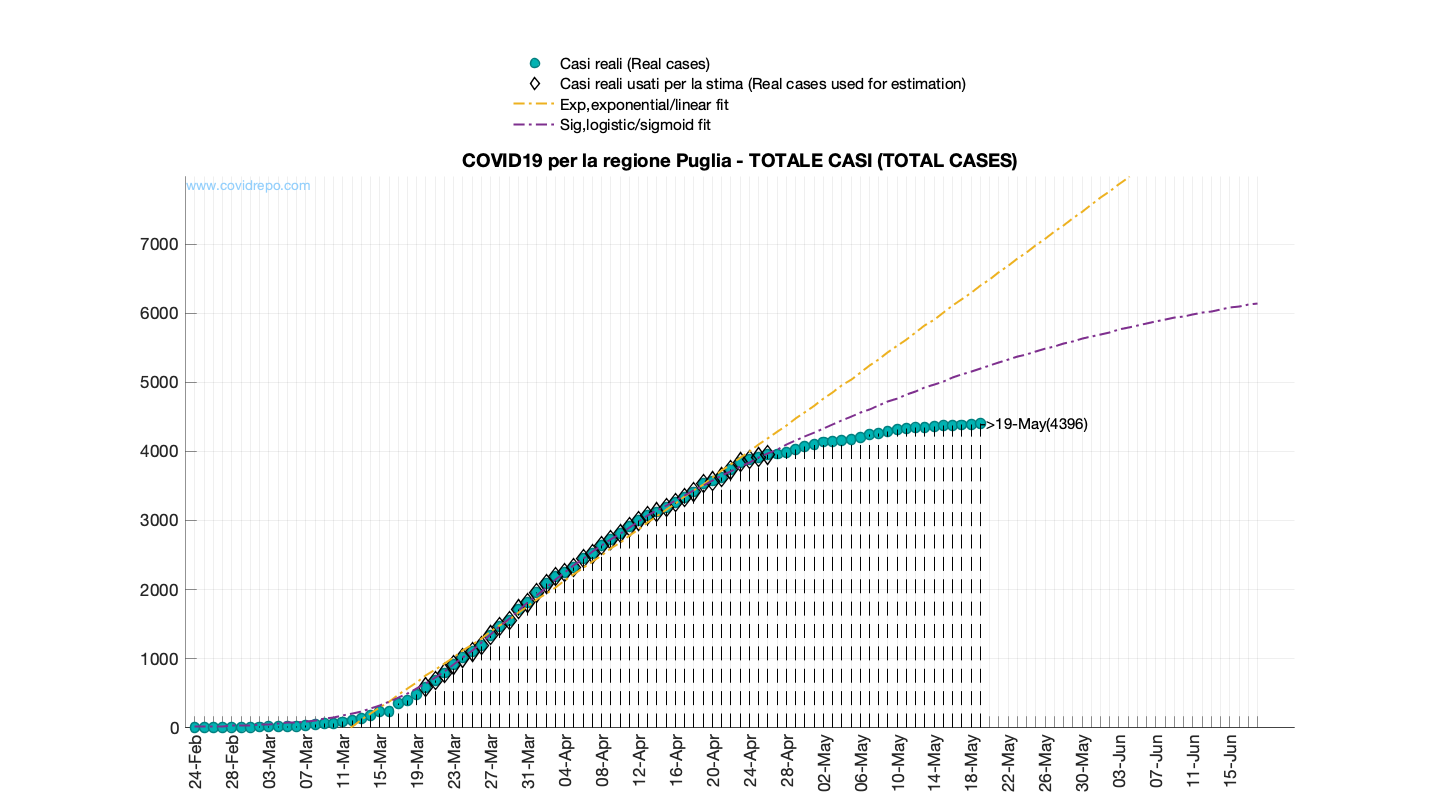 Casi reali (Real cases)
Casi reali usati per la stima (Real cases used for estimation)
Exp,exponential/linear fit
Sig,logistic/sigmoid fit
COVID19 per la regione Puglia - TOTALE CASI (TOTAL CASES)
www.covidrepo.com
7000
6000
5000
4000
3000
2000
1000
0
->19-May(4396)
24-Feb
28-Feb
03-Mar
07-Mar
11-Mar
15-Mar
19-Mar
23-Mar
27-Mar
31-Mar
04-Apr
08-Apr
12-Apr
16-Apr
20-Apr
24-Apr
28-Apr
02-May
06-May
10-May
14-May
18-May
22-May
26-May
30-May
03-Jun
07-Jun
11-Jun
15-Jun